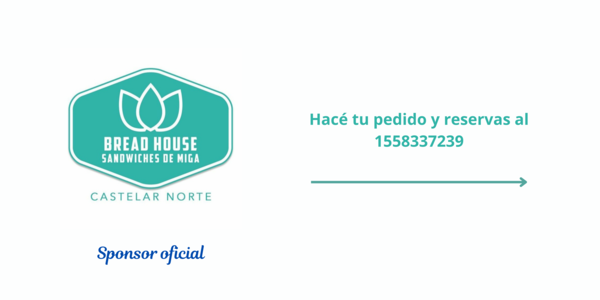 BREAD HOUSE
SANDWICHES DE MIGA
CASTELAR NORTE
Sponsor oficial
Hacé tu pedido y reservas al
1558337239